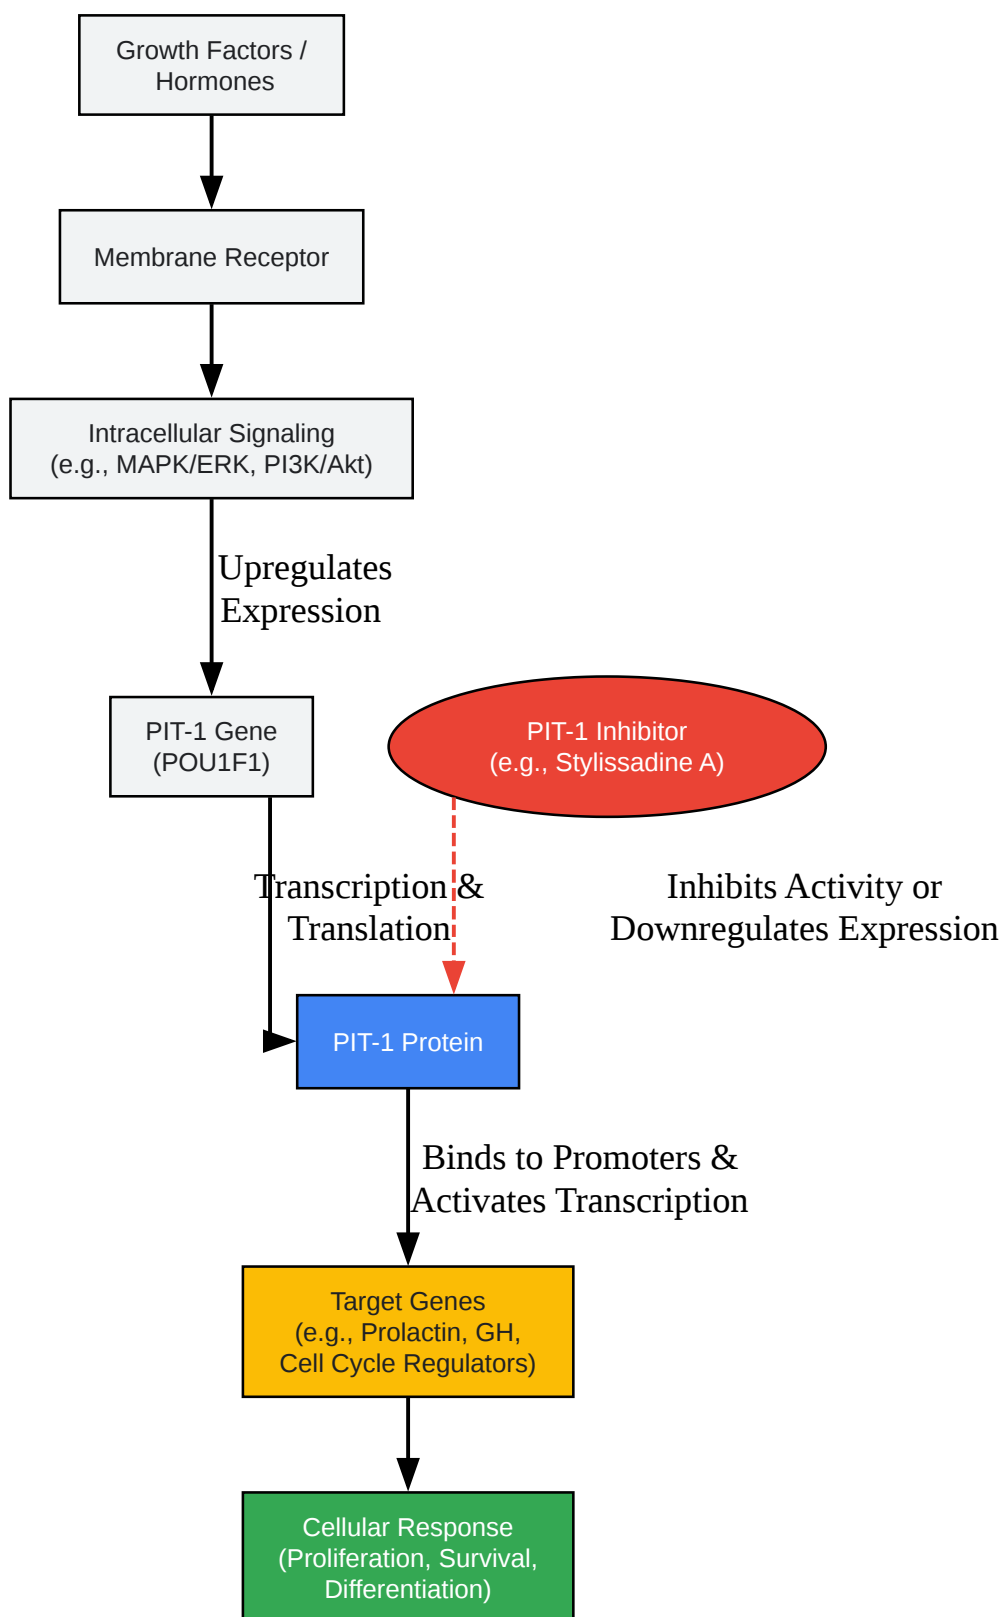 Growth Factors /
Hormones
Membrane Receptor
Intracellular Signaling
(e.g., MAPK/ERK, PI3K/Akt)
Upregulates
Expression
PIT-1 Gene
(POU1F1)
PIT-1 Inhibitor
(e.g., Stylissadine A)
Transcription &
Translation
Inhibits Activity or
Downregulates Expression
PIT-1 Protein
Binds to Promoters &
Activates Transcription
Target Genes
(e.g., Prolactin, GH,
Cell Cycle Regulators)
Cellular Response
(Proliferation, Survival,
Differentiation)